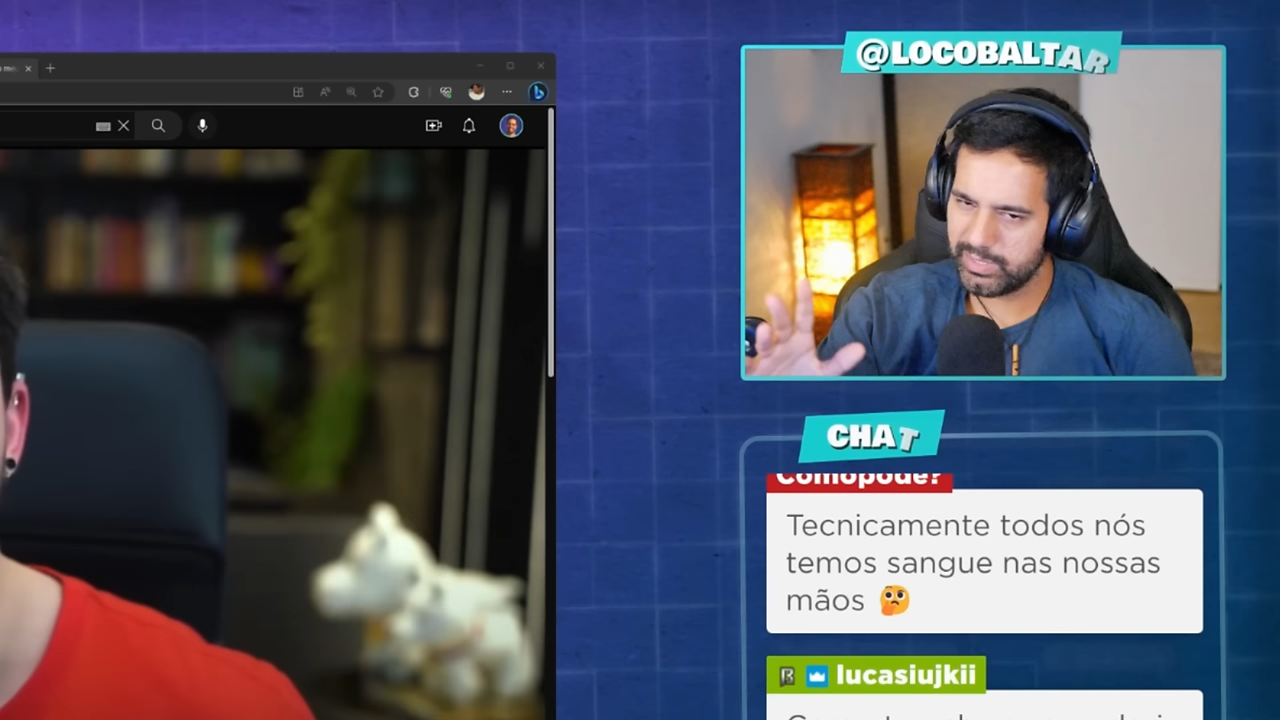 @LOCOBALTAR
CHAT
Comopode?
Tecnicamente todos nós
temos sangue nas nossas
mãos 🤔
lucasiujkii